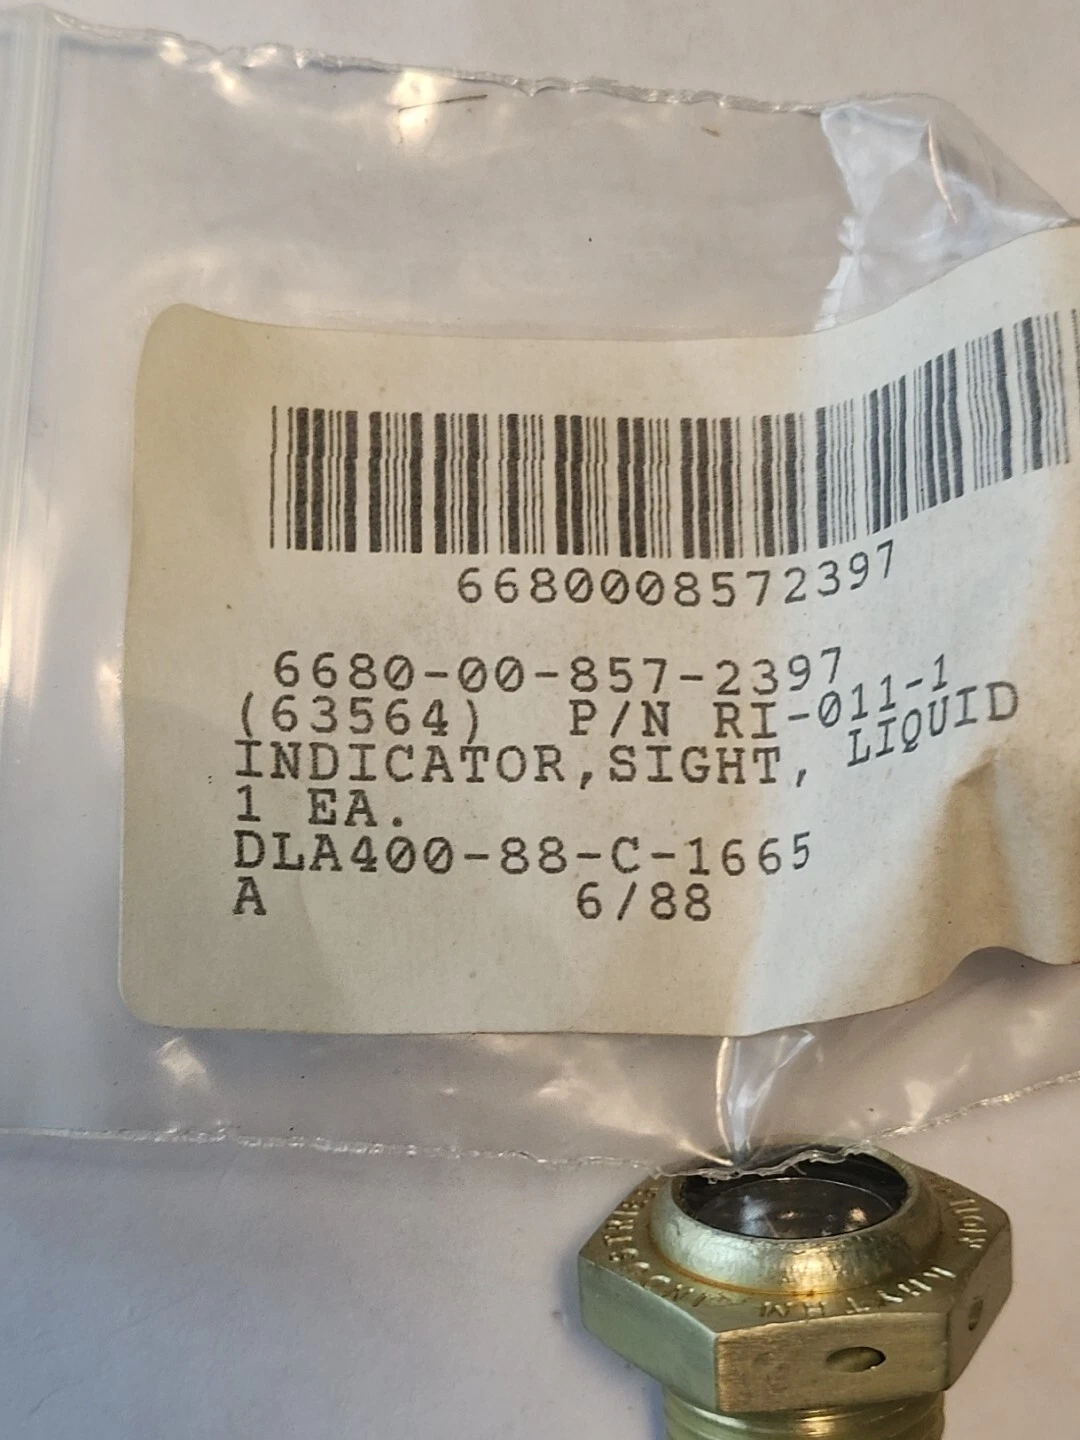 6680008572397
6680-00-857-2397
(63564) P/N RI-011-1
INDICATOR,SIGHT, LIQUID
1 EA.
DLA400-88-C-1665
A 6/88